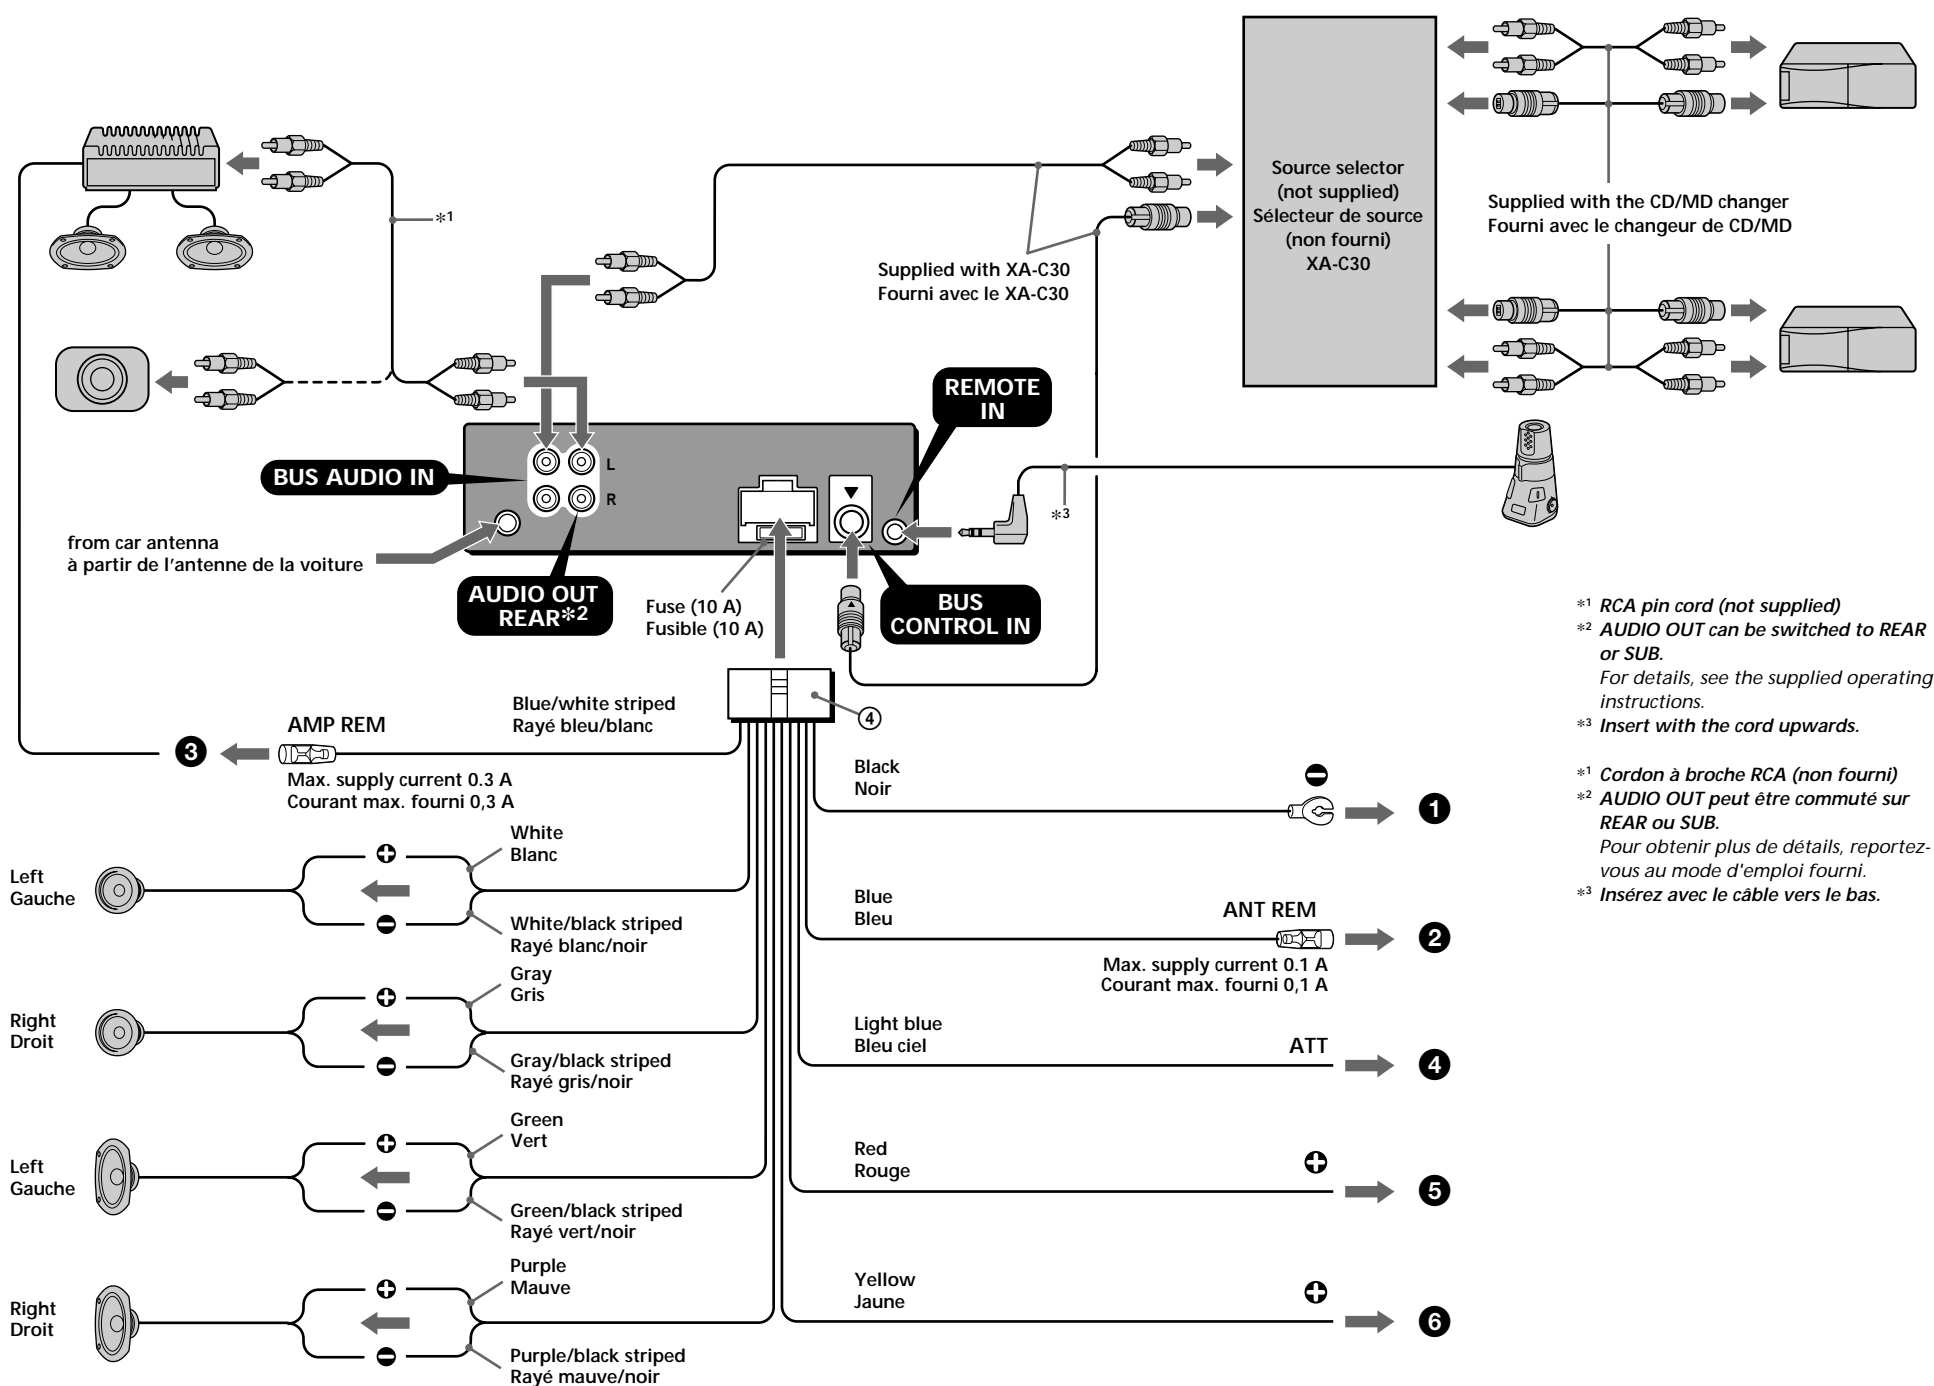 Source selector
(not supplied)
Sélecteur de source
(non fourni)
XA-C30
Supplied with the CD/MD changer
Fourni avec le changeur de CD/MD
*1
Supplied with XA-C30
Fourni avec le XA-C30
REMOTE
IN
BUS AUDIO IN
L
R
*3
from car antenna
à partir de l'antenne de la voiture
AUDIO OUT
REAR*2
Fuse (10 A)
Fusible (10 A)
BUS
CONTROL IN
*1 RCA pin cord (not supplied)
*2 AUDIO OUT can be switched to REAR
or SUB.
For details, see the supplied operating
instructions.
*3 Insert with the cord upwards.
*1 Cordon à broche RCA (non fourni)
*2 AUDIO OUT peut être commuté sur
REAR ou SUB.
Pour obtenir plus de détails, reportez-
vous au mode d'emploi fourni.
*3 Insérez avec le câble vers le bas.
4
Blue/white striped
Rayé bleu/blanc
AMP REM
3
Max. supply current 0.3 A
Courant max. fourni 0,3 A
Black
Noir
1
White
Blanc
Left
Gauche
White/black striped
Rayé blanc/noir
Blue
Bleu
ANT REM
2
Max. supply current 0.1 A
Courant max. fourni 0,1 A
Gray
Gris
Right
Droit
Gray/black striped
Rayé gris/noir
Light blue
Bleu ciel
ATT
4
Green
Vert
Left
Gauche
Green/black striped
Rayé vert/noir
Red
Rouge
5
Purple
Mauve
Right
Droit
Purple/black striped
Rayé mauve/noir
Yellow
Jaune
6